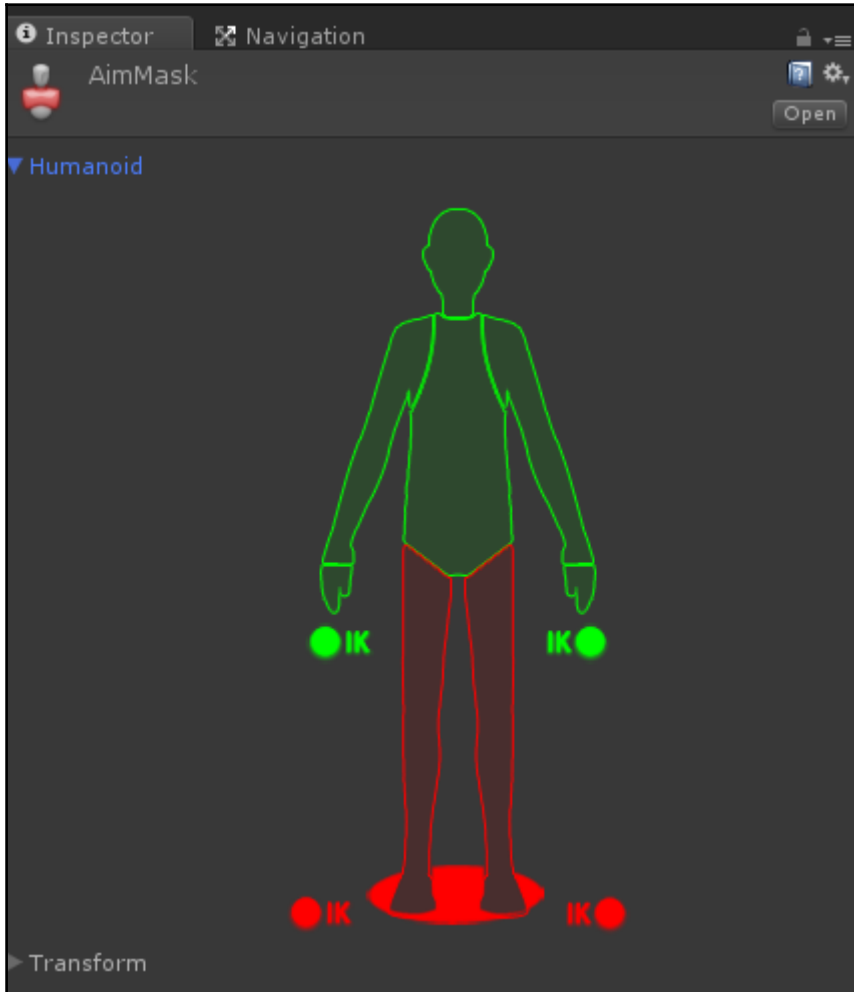 Inspector
Navigation
AimMask
Open
Humanoid
IK
IK
IK
IK
Transform